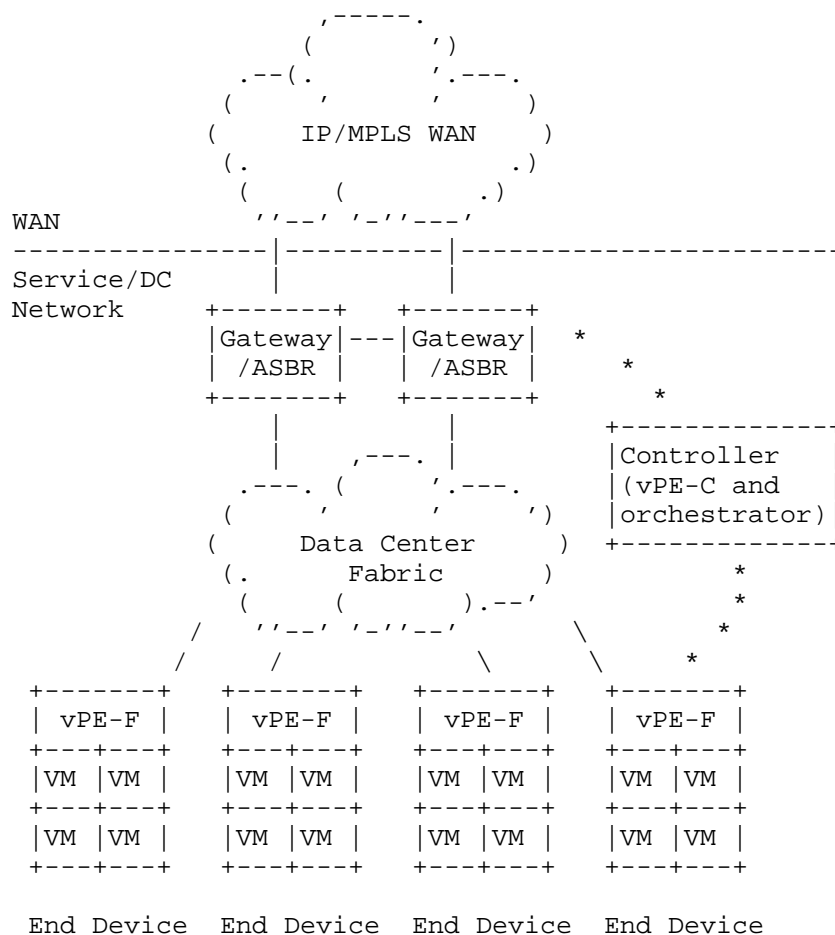 IP/MPLS WAN
WAN
Service/DC
Network
Gateway Gateway
/ASBR /ASBR
Controller
(vPE-C and
orchestrator)
Data Center
Fabric
vPE-F vPE-F vPE-F vPE-F
VM VM VM VM VM VM VM VM
VM VM VM VM VM VM VM VM
End Device End Device End Device End Device